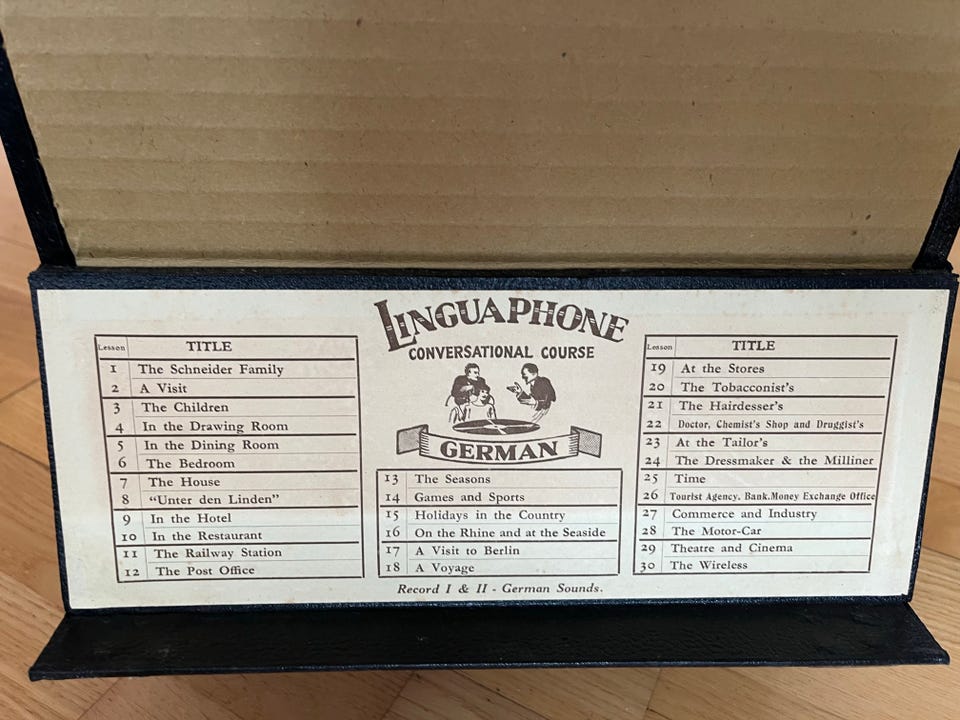 LINGUAPHONE
CONVERSATIONAL COURSE
GERMAN
Lesson TITLE
1 The Schneider Family
2 A Visit
3 The Children
4 In the Drawing Room
5 In the Dining Room
6 The Bedroom
7 The House
8 “Unter den Linden”
9 In the Hotel
10 In the Restaurant
11 The Railway Station
12 The Post Office
13 The Seasons
14 Games and Sports
15 Holidays in the Country
16 On the Rhine and at the Seaside
17 A Visit to Berlin
18 A Voyage
Lesson TITLE
19 At the Stores
20 The Tobacconist's
21 The Hairdesser's
22 Doctor, Chemist's Shop and Druggist's
23 At the Tailor's
24 The Dressmaker & the Milliner
25 Time
26 Tourist Agency. Bank.Money Exchange Office
27 Commerce and Industry
28 The Motor-Car
29 Theatre and Cinema
30 The Wireless
Record I & II - German Sounds.